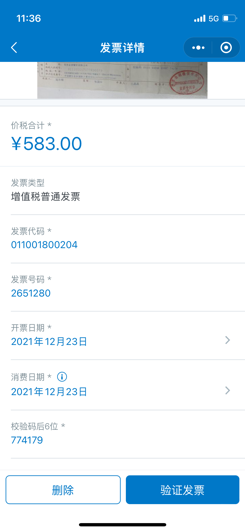 11:36
5G
发票详情
价税合计 *
¥583.00
发票类型
增值税普通发票
发票代码 *
011001800204
发票号码 *
2651280
开票日期 *
2021年12月23日
消费日期 *
2021年12月23日
校验码后6位 *
774179
删除
验证发票